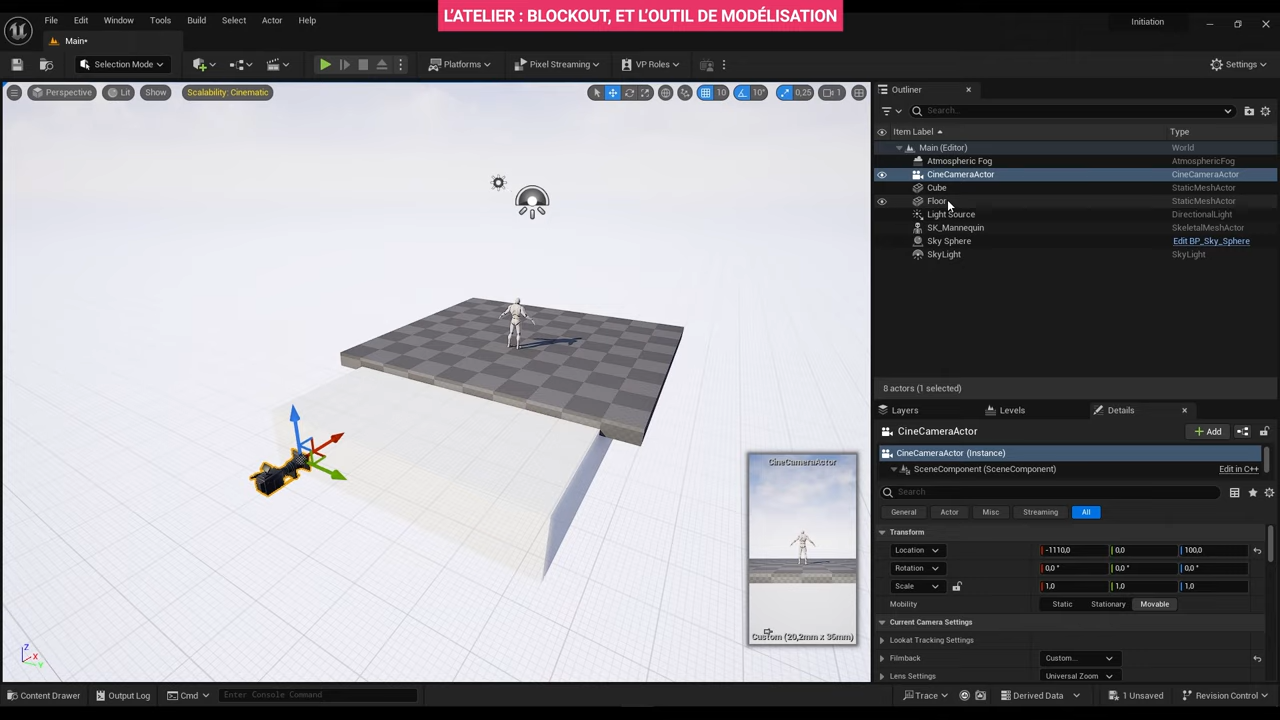 L'ATELIER : BLOCKOUT, ET L'OUTIL DE MODÉLISATION
File Edit Window Tools Build Select Actor Help
Initiation
Main*
Selection Mode
Platforms
Pixel Streaming
VP Roles
Settings
Perspective Lit Show Scalability: Cinematic
10 10° 0,25 1
Outliner
Search...
Item Label Type
Main (Editor) World
Atmospheric Fog AtmosphericFog
CineCameraActor CineCameraActor
Cube StaticMeshActor
Floor StaticMeshActor
Light Source DirectionalLight
SK_Mannequin SkeletalMeshActor
Sky Sphere Edit BP_Sky_Sphere
SkyLight SkyLight
8 actors (1 selected)
Layers Levels Details
CineCameraActor Add
CineCameraActor (Instance)
SceneComponent (SceneComponent) Edit in C++
Search
General Actor Misc Streaming All
Transform
Location -1110,0 0,0 100,0
Rotation 0,0 ° 0,0 ° 0,0 °
Scale 1,0 1,0 1,0
Mobility Static Stationary Movable
Current Camera Settings
Lookat Tracking Settings
Filmback Custom...
Lens Settings Universal Zoom
CineCameraActor
Custom (20,2mm x 36mm)
Z X Y
Content Drawer Output Log Cmd Enter Console Command Trace Derived Data 1 Unsaved Revision Control